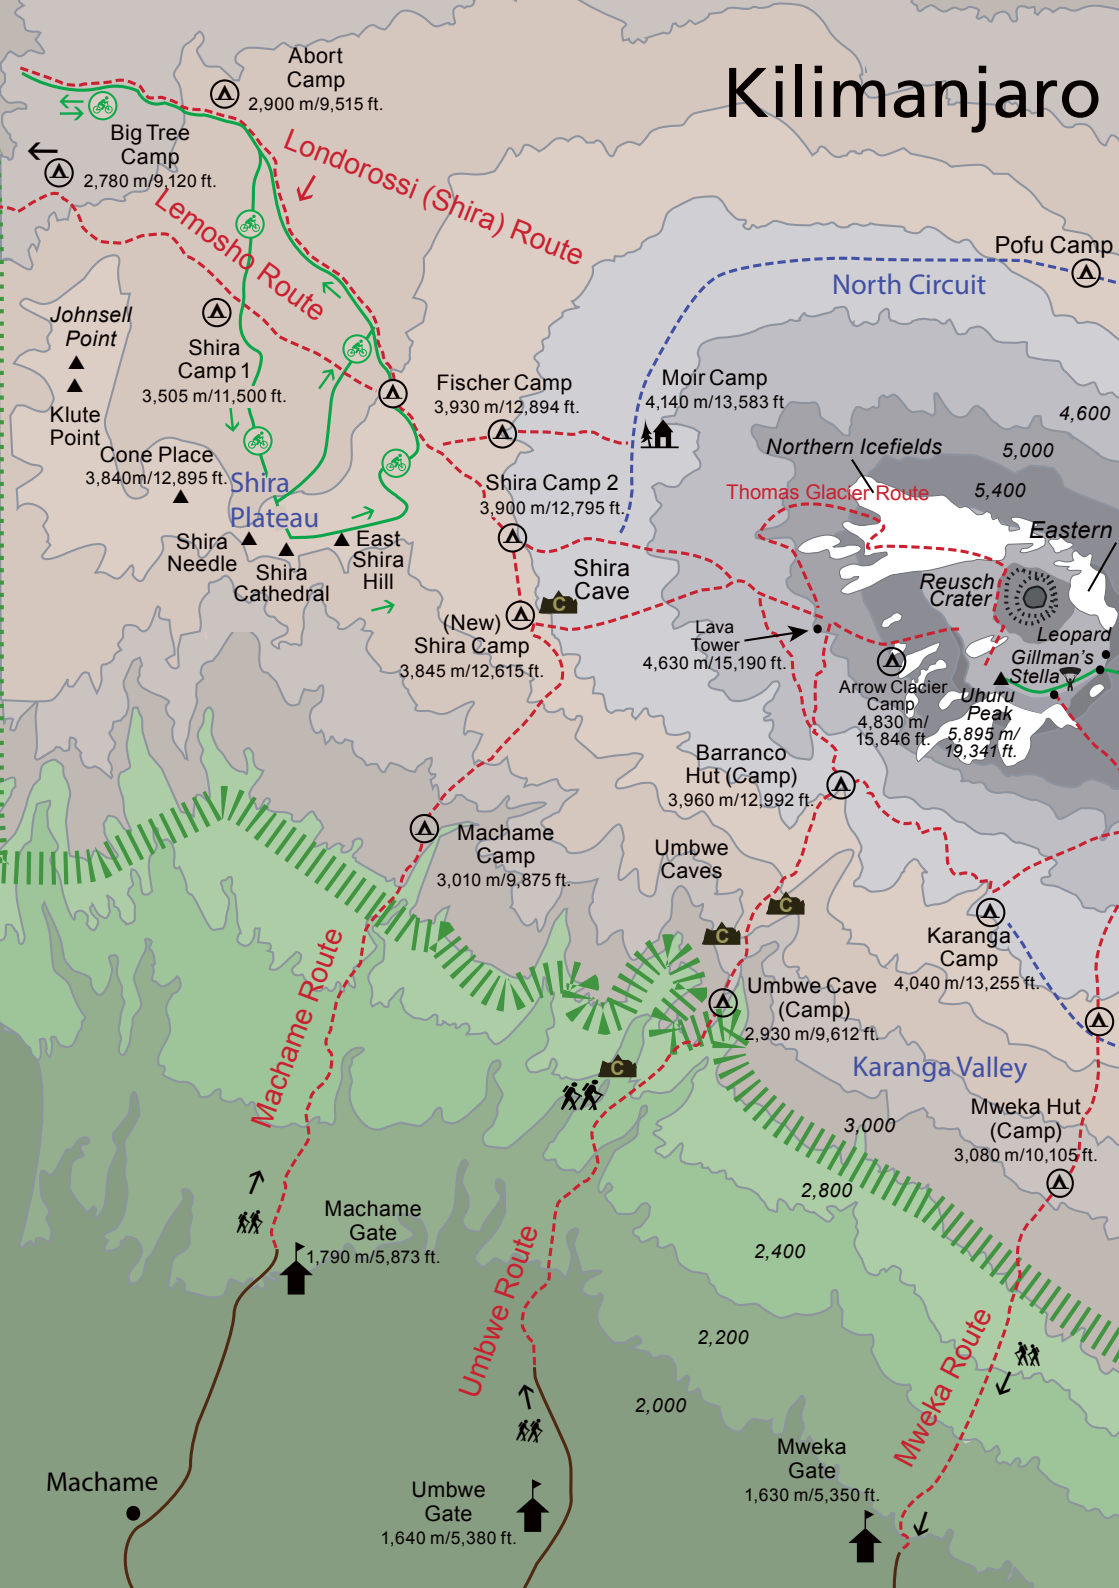 Kilimanjaro
Abort
Camp
2,900 m/9,515 ft.
Big Tree
Camp
2,780 m/9,120 ft.
Londorossi (Shira) Route
Lemosho Route
Pofu Camp
North Circuit
Johnsell
Point
Klute
Point
Shira
Camp 1
3,505 m/11,500 ft.
Fischer Camp
3,930 m/12,894 ft.
Moir Camp
4,140 m/13,583 ft
4,600
5,000
5,400
Northern Icefields
Thomas Glacier Route
Eastern
Cone Place
3,840m/12,895 ft.
Shira
Plateau
Shira Camp 2
3,900 m/12,795 ft.
Shira
Needle
Shira
Cathedral
East
Shira
Hill
Shira
Cave
C
(New)
Shira Camp
3,845 m/12,615 ft.
Reusch
Crater
Lava
Tower
4,630 m/15,190 ft.
Leopard
Gillman's
Stella
Uhuru
Peak
5,895 m/
19,341 ft.
Arrow Glacier
Camp
4,830 m/
15,846 ft.
Barranco
Hut (Camp)
3,960 m/12,992 ft.
Machame
Camp
3,010 m/9,875 ft.
Umbwe
Caves
C
C
Karanga
Camp
4,040 m/13,255 ft.
Umbwe Cave
(Camp)
2,930 m/9,612 ft.
C
Karanga Valley
Machame Route
Mweka Hut
(Camp)
3,080 m/10,105 ft.
3,000
2,800
2,400
2,200
2,000
Machame
Gate
1,790 m/5,873 ft.
Umbwe Route
Mweka Route
Machame
Umbwe
Gate
1,640 m/5,380 ft.
Mweka
Gate
1,630 m/5,350 ft.